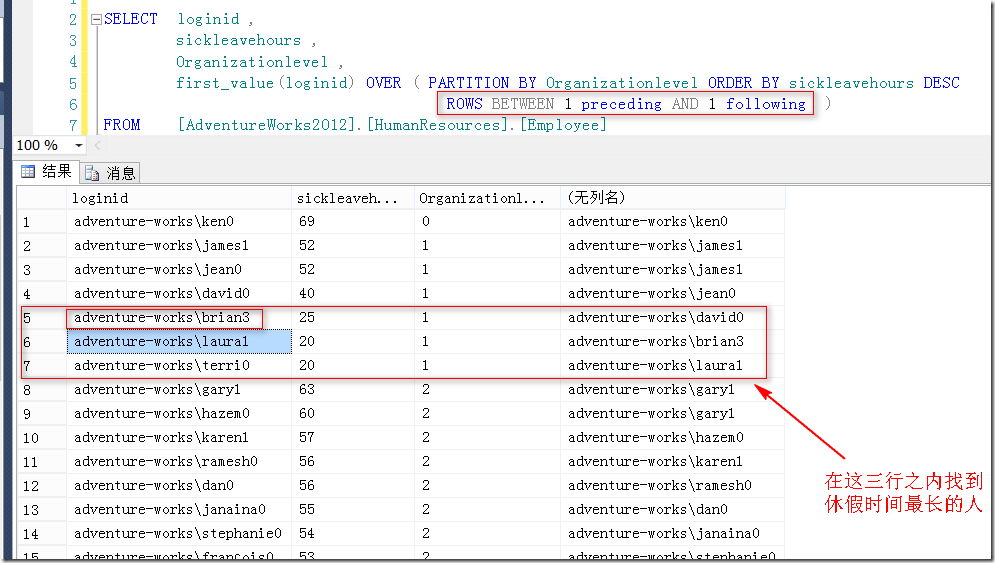 2 SELECT loginid ,
3 sickleavehours ,
4 Organizationlevel ,
5 first_value(loginid) OVER ( PARTITION BY Organizationlevel ORDER BY sickleavehours DESC
6 ROWS BETWEEN 1 preceding AND 1 following )
7 FROM [AdventureWorks2012].[HumanResources].[Employee]
100 %
结果 消息
loginid sickleaveh... Organizationl... (无列名)
1 adventure-works\ken0 69 0 adventure-works\ken0
2 adventure-works\james1 52 1 adventure-works\james1
3 adventure-works\jean0 52 1 adventure-works\james1
4 adventure-works\david0 40 1 adventure-works\jean0
5 adventure-works\brian3 25 1 adventure-works\david0
6 adventure-works\laura1 20 1 adventure-works\brian3
7 adventure-works\terri0 20 1 adventure-works\laura1
8 adventure-works\gary1 63 2 adventure-works\gary1
9 adventure-works\hazem0 60 2 adventure-works\gary1
10 adventure-works\karen1 57 2 adventure-works\hazem0
11 adventure-works\ramesh0 56 2 adventure-works\karen1
12 adventure-works\dan0 56 2 adventure-works\ramesh0
13 adventure-works\janaina0 55 2 adventure-works\dan0
14 adventure-works\stephanie0 54 2 adventure-works\janaina0
15 adventure-works\françois0 53 2 adventure-works\stephanie0
在这三行之内找到
休假时间最长的人